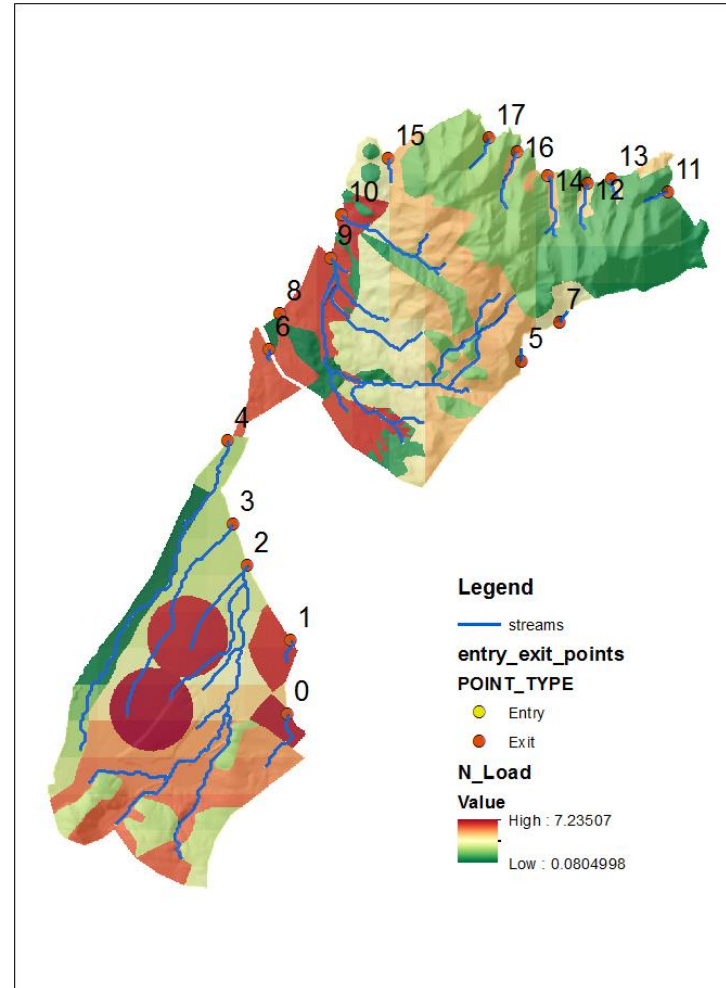 17
15
16
13
11
14
12
10
9
8
7
6
5
4
3
2
1
0
Legend
streams
entry_exit_points
POINT_TYPE
Entry
Exit
N_Load
Value
High : 7.23507
Low : 0.0804998